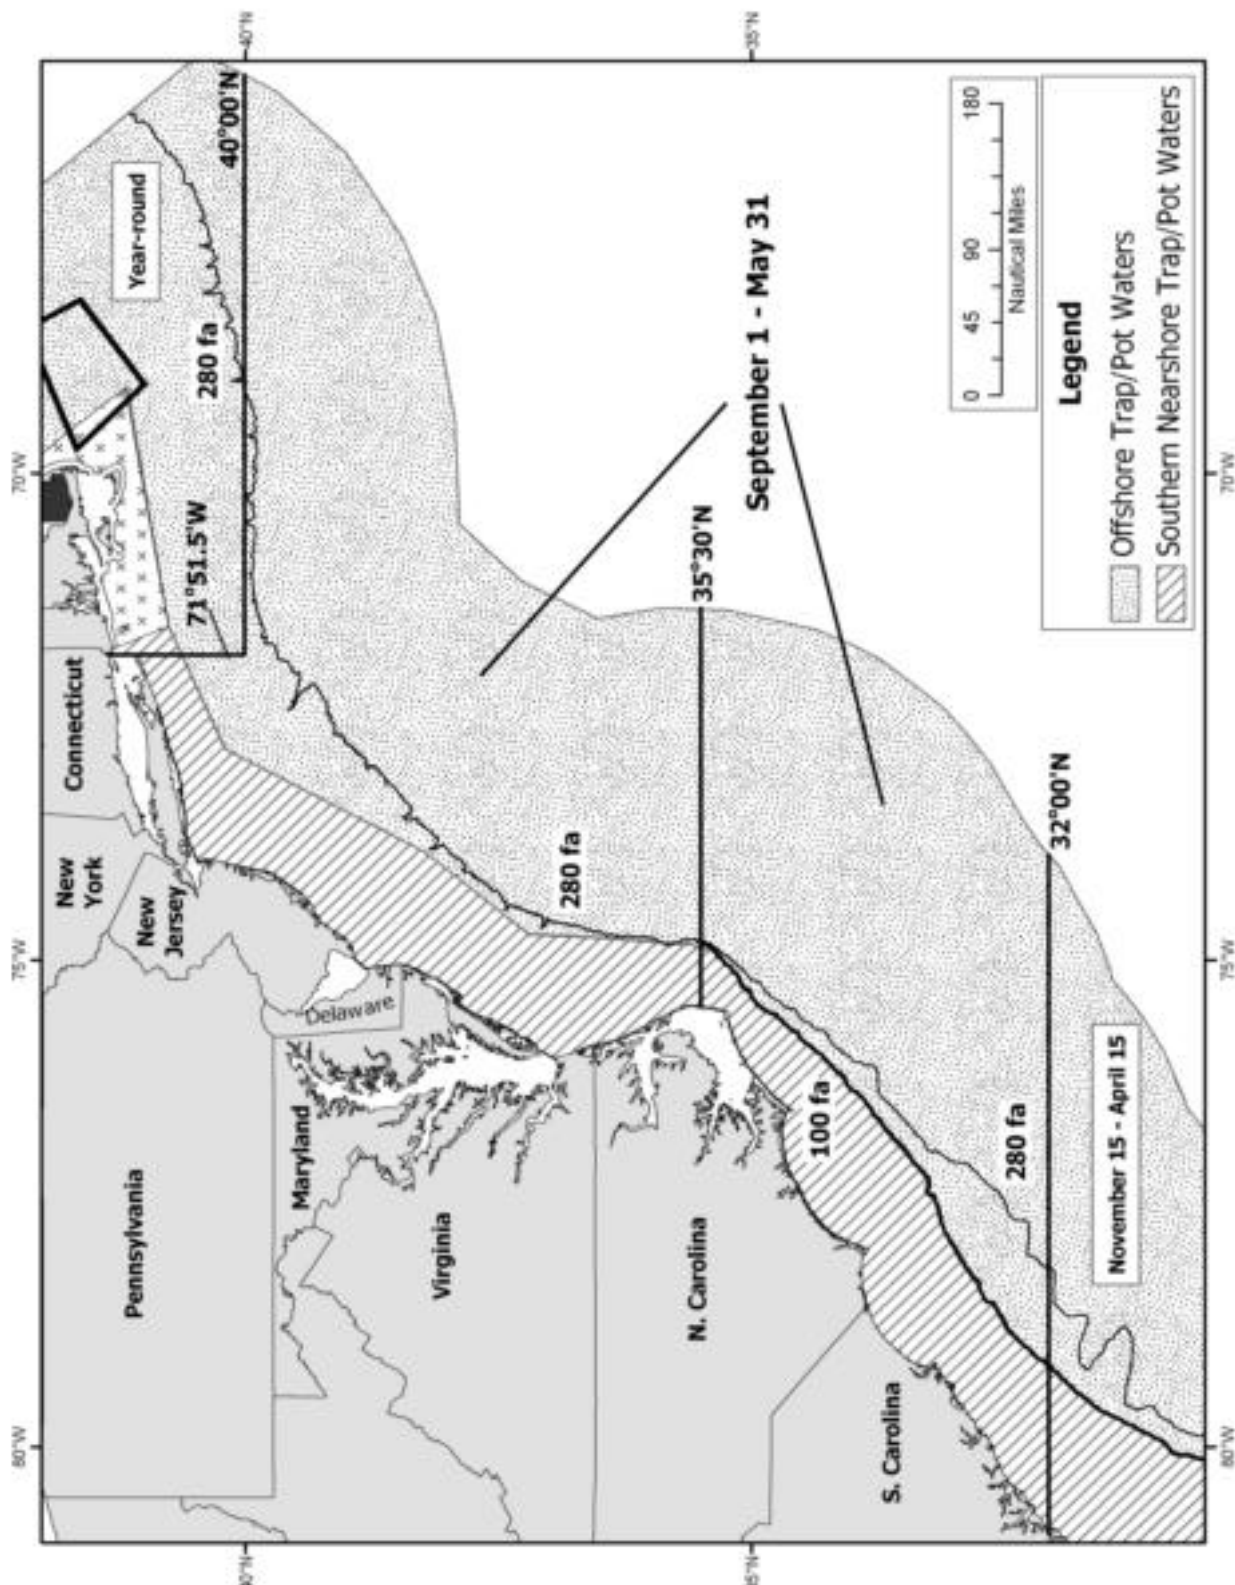 40°N
35°N
40°00'N
Year-round
280 fa
71°51.5'W
70°W
70°W
Connecticut
New
York
New
Jersey
75°W
75°W
Delaware
Pennsylvania
Maryland
Virginia
N. Carolina
S. Carolina
80°W
80°W
280 fa
35°30'N
September 1 - May 31
100 fa
280 fa
32°00'N
November 15 - April 15
0 45 90 180
Nautical Miles
Legend
Offshore Trap/Pot Waters
Southern Nearshore Trap/Pot Waters